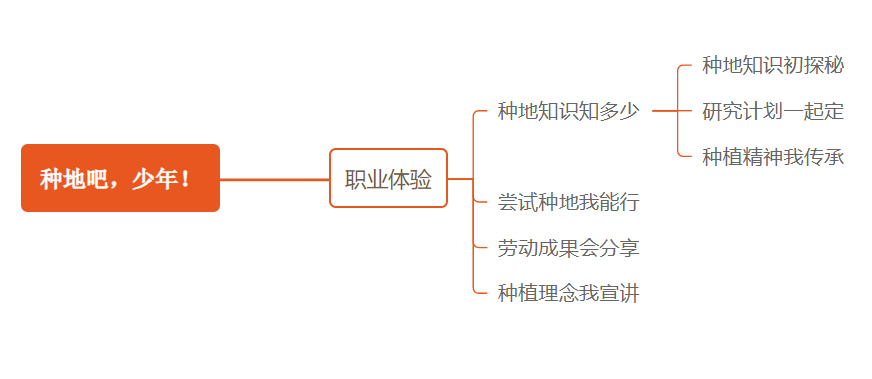 种地吧，少年！
职业体验
种地知识知多少
种地知识初探秘
研究计划一起定
种植精神我传承
尝试种地我能行
劳动成果会分享
种植理念我宣讲